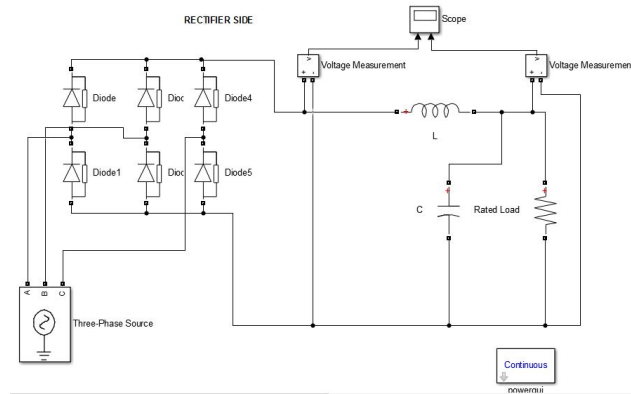 RECTIFIER SIDE
Scope
Voltage Measurement
Voltage Measuremen
Diode
Dioc
Diode4
L
Diode1
Dioc
Diode5
C
Rated Load
A
B
C
Three-Phase Source
Continuous
powergui